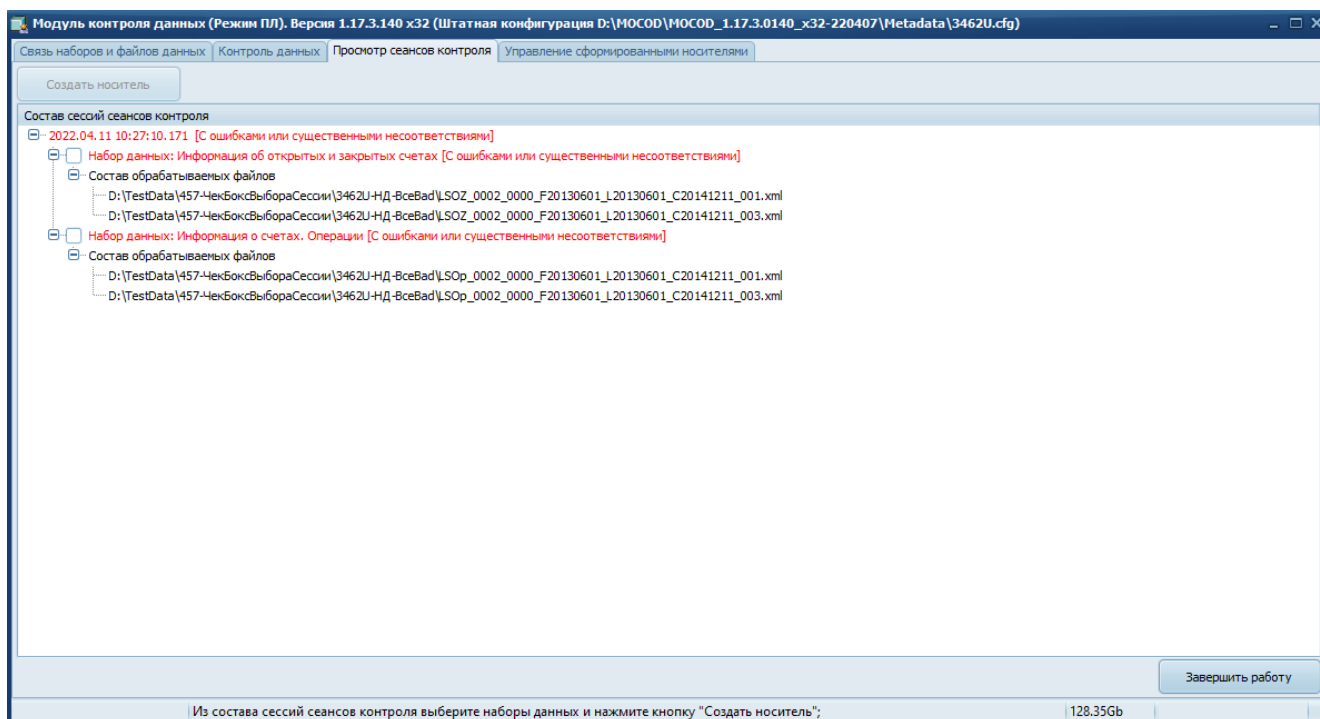 Модуль контроля данных (Режим ПЛ). Версия 1.17.3.140 x32 (Штатная конфигурация D:\MOCOD\MOCOD_1.17.3.0140_x32-220407\Metadata\3462U.cfg)
Связь наборов и файлов данных Контроль данных Просмотр сеансов контроля Управление сформированными носителями
Создать носитель
Состав сессий сеансов контроля
2022.04.11 10:27:10.171 [С ошибками или существенными несоответствиями]
Набор данных: Информация об открытых и закрытых счетах [С ошибками или существенными несоответствиями]
Состав обрабатываемых файлов
D:\TestData\457-ЧекБоксВыбораСессии\3462U-НД-ВсеBad\LSOZ_0002_0000_F20130601_L20130601_C20141211_001.xml
D:\TestData\457-ЧекБоксВыбораСессии\3462U-НД-ВсеBad\LSOZ_0002_0000_F20130601_L20130601_C20141211_003.xml
Набор данных: Информация о счетах. Операции [С ошибками или существенными несоответствиями]
Состав обрабатываемых файлов
D:\TestData\457-ЧекБоксВыбораСессии\3462U-НД-ВсеBad\LSOp_0002_0000_F20130601_L20130601_C20141211_001.xml
D:\TestData\457-ЧекБоксВыбораСессии\3462U-НД-ВсеBad\LSOp_0002_0000_F20130601_L20130601_C20141211_003.xml
Завершить работу
Из состава сессий сеансов контроля выберите наборы данных и нажмите кнопку "Создать носитель"; 128.35Gb